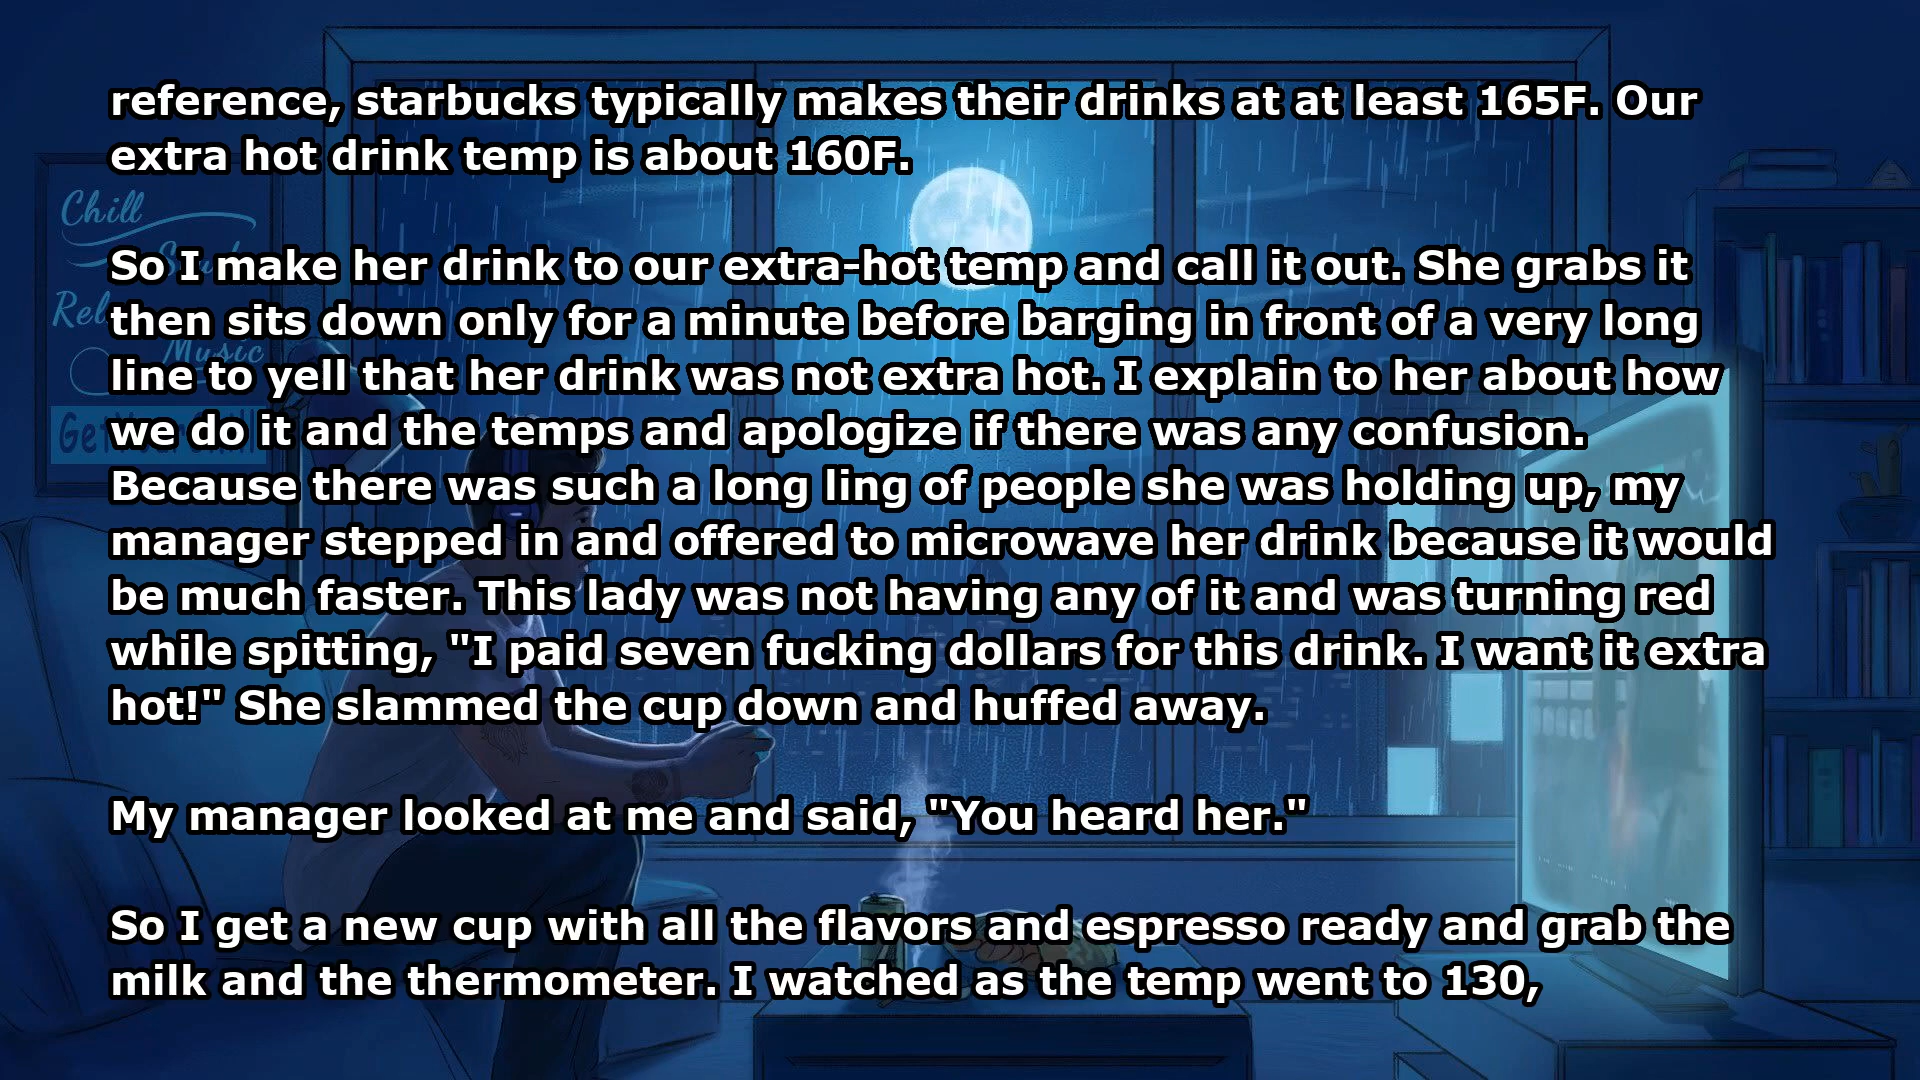 reference, starbucks typically makes their drinks at at least 165F. Our
extra hot drink temp is about 160F.
Chill
So I make her drink to our extra-hot temp and call it out. She grabs it
then sits down only for a minute before barging in front of a very long
Music
line to yell that her drink was not extra hot. I explain to her about how
we do it and the temps and apologize if there was any confusion.
Because there was such a long ling of people she was holding up, my
manager stepped in and offered to microwave her drink because it would
be much faster. This lady was not having any of it and was turning red
while spitting, "I paid seven fucking dollars for this drink. I want it extra
hot!" She slammed the cup down and huffed away.
My manager looked at me and said, "You heard her."
So I get a new cup with all the flavors and espresso ready and grab the
milk and the thermometer. I watched as the temp went to 130,